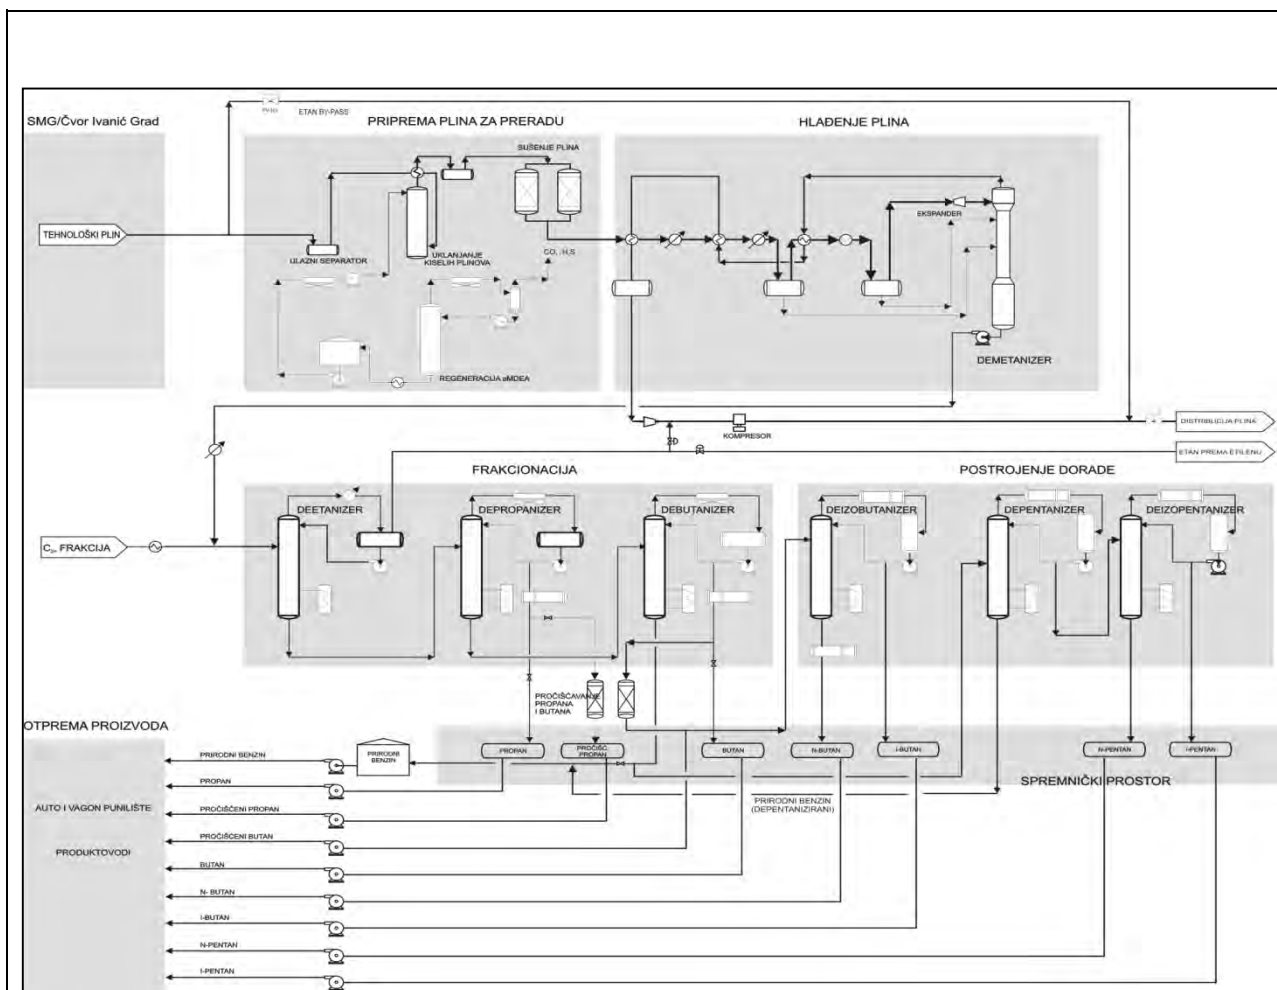 ETAN BY-PASS
SMG/Čvor Ivanić Grad
PRIPREMA PLINA ZA PRERADU
HLAĐENJE PLINA
SUŠENJE PLINA
TEHNOLOŠKI PLIN
EKSPANDER
ULAZNI SEPARATOR
UKLANJANJE
KISELIH PLINOVA
CO₂, H₂S
DEMETANIZER
REGENERACIJA aMDEA
DISTRIBUCIJA PLINA
KOMPRESOR
ETAN PREMA ETILENU
FRAKCIONACIJA
POSTROJENJE DORADE
DEETANIZER
DEPROPANIZER
DEBUTANIZER
DEIZOBUTANIZER
DEPENTANIZER
DEIZOPENTANIZER
C₂₊ FRAKCIJA
PROČIŠĆAVANJE
PROPANA
I BUTANA
OTPREMA PROIZVODA
PRIRODNI BENZIN
PRIRODNI
BENZIN
PROPAN
PROČIŠĆ.
PROPAN
BUTAN
N-BUTAN
I-BUTAN
N-PENTAN
I-PENTAN
SPREMNIČKI PROSTOR
PROPAN
PRIRODNI BENZIN
(DEPENTANIZIRANI)
AUTO I VAGON PUNILIŠTE
PROČIŠĆENI PROPAN
PROČIŠĆENI BUTAN
PRODUKTOVODI
BUTAN
N- BUTAN
I-BUTAN
N-PENTAN
I-PENTAN